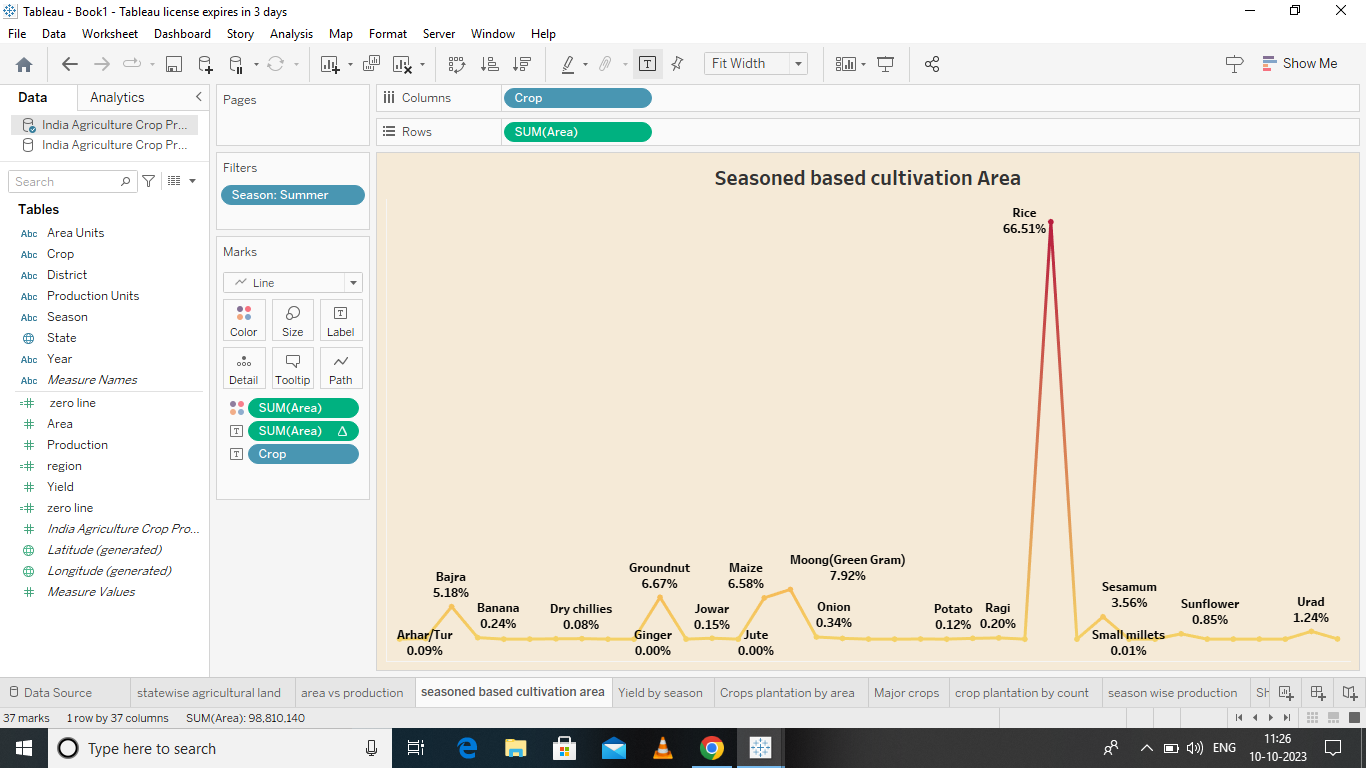 Tableau - Book1 - Tableau license expires in 3 days
File Data Worksheet Dashboard Story Analysis Map Format Server Window Help
Fit Width
Show Me
Data Analytics
India Agriculture Crop Pr...
India Agriculture Crop Pr...
Search
Tables
Abc Area Units
Abc Crop
Abc District
Abc Production Units
Abc Season
State
Abc Year
Abc Measure Names
zero line
Area
Production
region
Yield
zero line
India Agriculture Crop Pro...
Latitude (generated)
Longitude (generated)
Measure Values
Pages
Filters
Season: Summer
Marks
Line
Color Size Label
Detail Tooltip Path
SUM(Area)
SUM(Area)
Crop
Columns Crop
Rows SUM(Area)
Seasoned based cultivation Area
Rice
66.51%
Moong(Green Gram)
7.92%
Groundnut
6.67%
Maize
6.58%
Bajra
5.18%
Sesamum
3.56%
Urad
1.24%
Sunflower
0.85%
Banana
0.24%
Dry chillies
0.08%
Jowar
0.15%
Onion
0.34%
Potato
0.12%
Ragi
0.20%
Arhar/Tur
0.09%
Ginger
0.00%
Jute
0.00%
Small millets
0.01%
Data Source statewise agricultural land area vs production seasoned based cultivation area Yield by season Crops plantation by area Major crops crop plantation by count season wise production Sh
37 marks 1 row by 37 columns SUM(Area): 98,810,140
Type here to search
ENG
11:26
10-10-2023